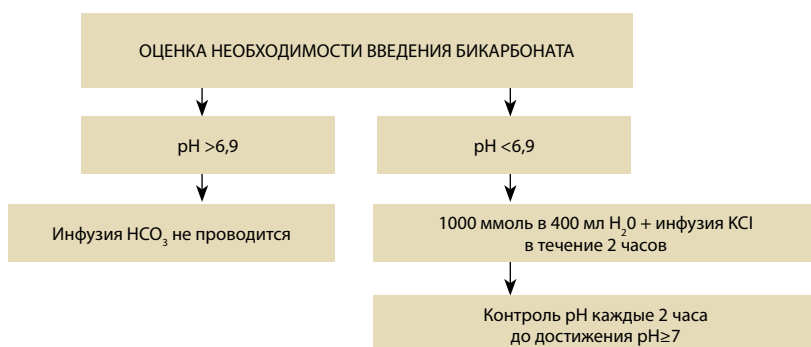 ОЦЕНКА НЕОБХОДИМОСТИ ВВЕДЕНИЯ БИКАРБОНАТА
pH >6,9
pH <6,9
Инфузия HCO₃ не проводится
1000 ммоль в 400 мл H₂0 + инфузия KCl
в течение 2 часов
Контроль pH каждые 2 часа
до достижения pH≥7